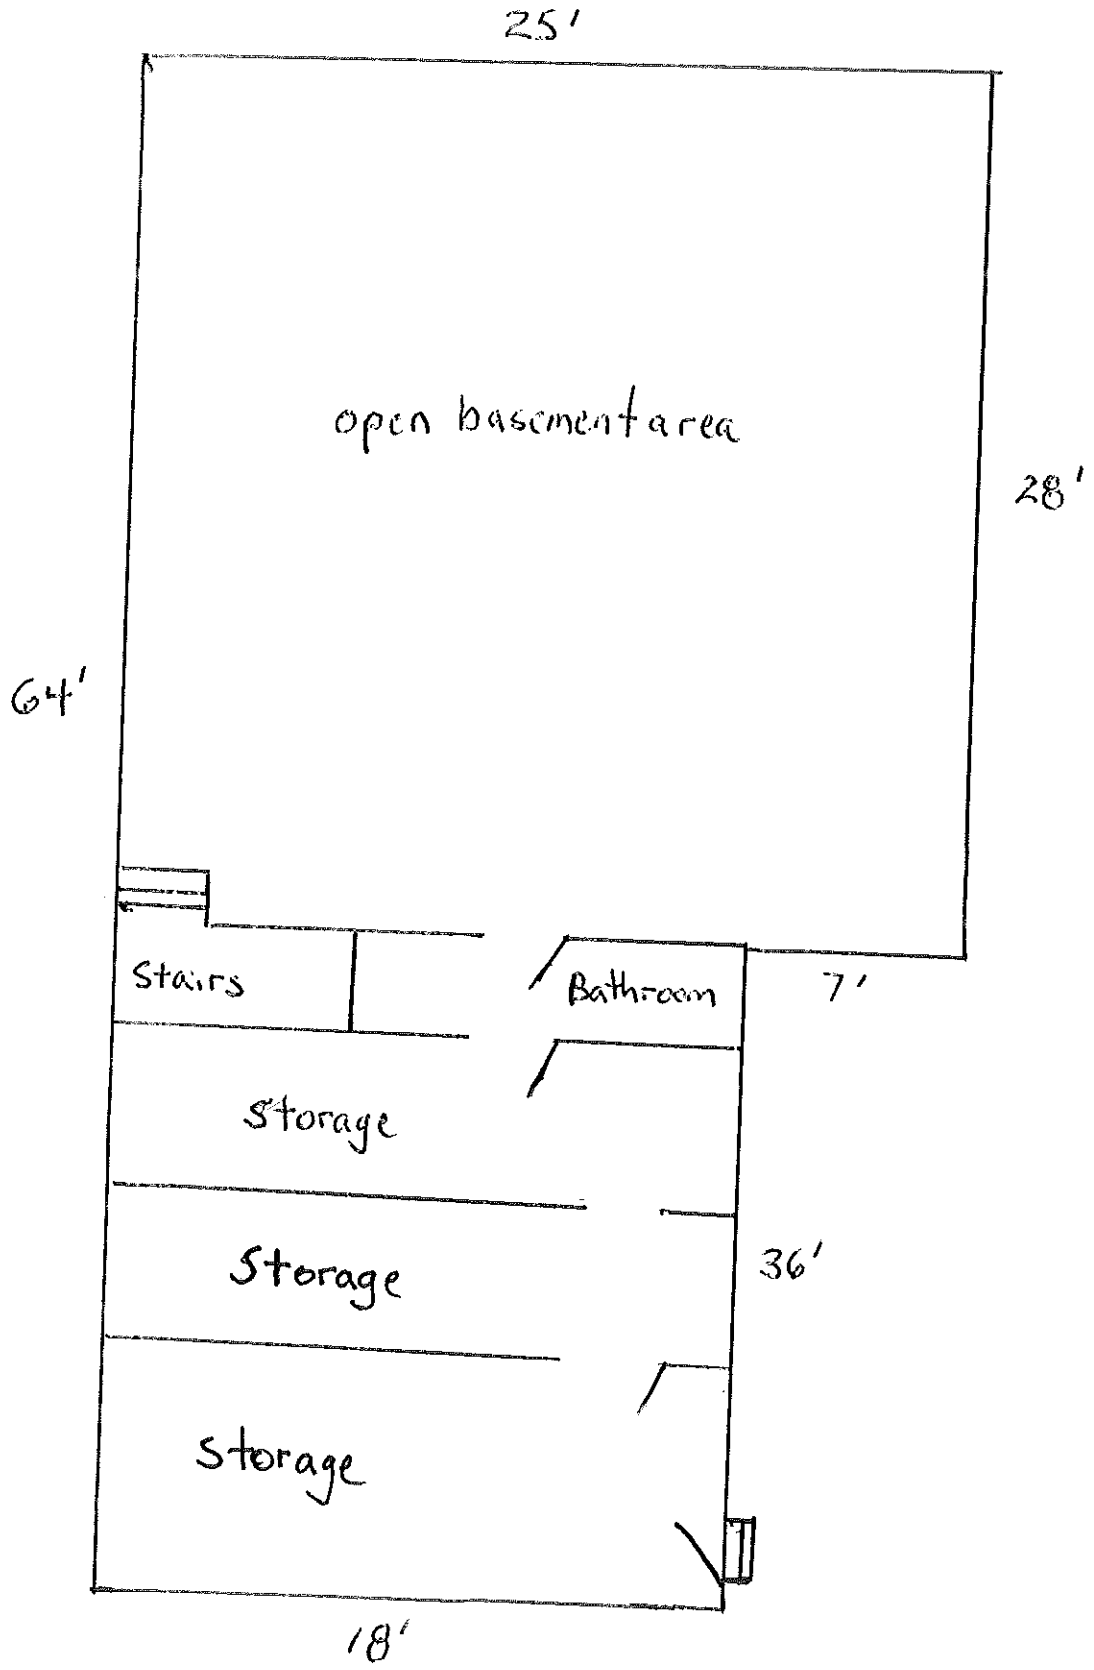 25'
open basement area
28'
64'
Stairs
Bathroom
7'
Storage
Storage
36'
Storage
18'